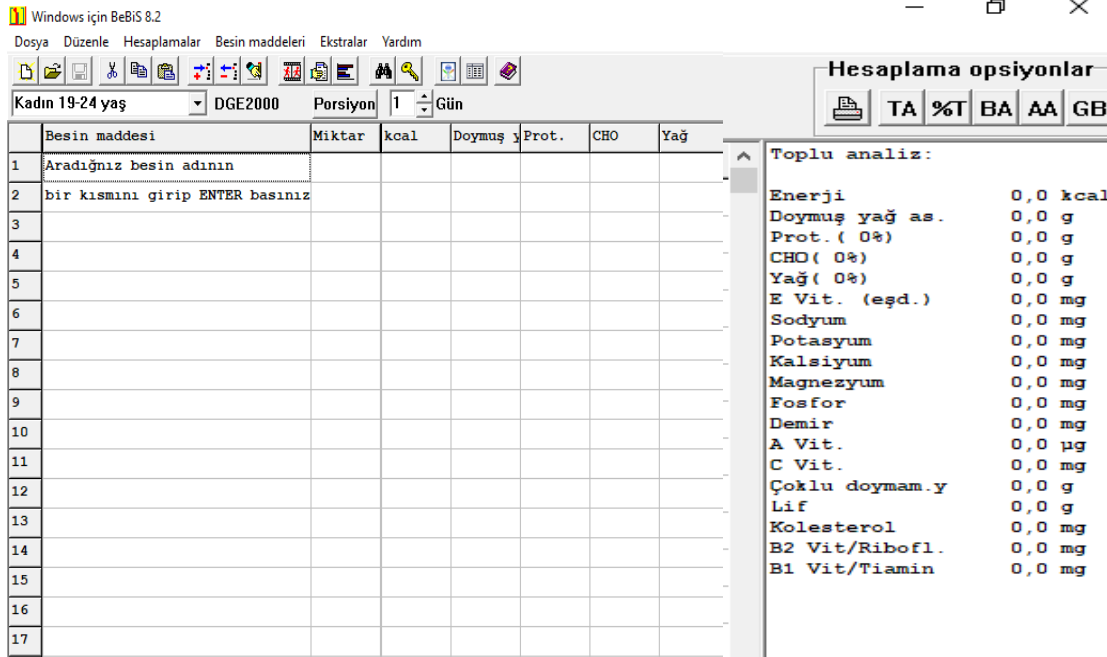 Windows için BeBiS 8.2
Dosya Düzenle Hesaplamalar Besin maddeleri Ekstralar Yardım
Kadın 19-24 yaş DGE2000 Porsiyon 1 Gün
Besin maddesi Miktar kcal Doymuş y Prot. CHO Yağ
1 Aradığnız besin adının
2 bir kısmını girip ENTER basınız
3
4
5
6
7
8
9
10
11
12
13
14
15
16
17
Hesaplama opsiyonlar
TA %T BA AA GB
Toplu analiz:
Enerji 0,0 kcal
Doymuş yağ as. 0,0 g
Prot.( 0%) 0,0 g
CHO( 0%) 0,0 g
Yağ( 0%) 0,0 g
E Vit. (eşd.) 0,0 mg
Sodyum 0,0 mg
Potasyum 0,0 mg
Kalsiyum 0,0 mg
Magnezyum 0,0 mg
Fosfor 0,0 mg
Demir 0,0 mg
A Vit. 0,0 µg
C Vit. 0,0 mg
Çoklu doymam.y 0,0 g
Lif 0,0 g
Kolesterol 0,0 mg
B2 Vit/Ribofl. 0,0 mg
B1 Vit/Tiamin 0,0 mg